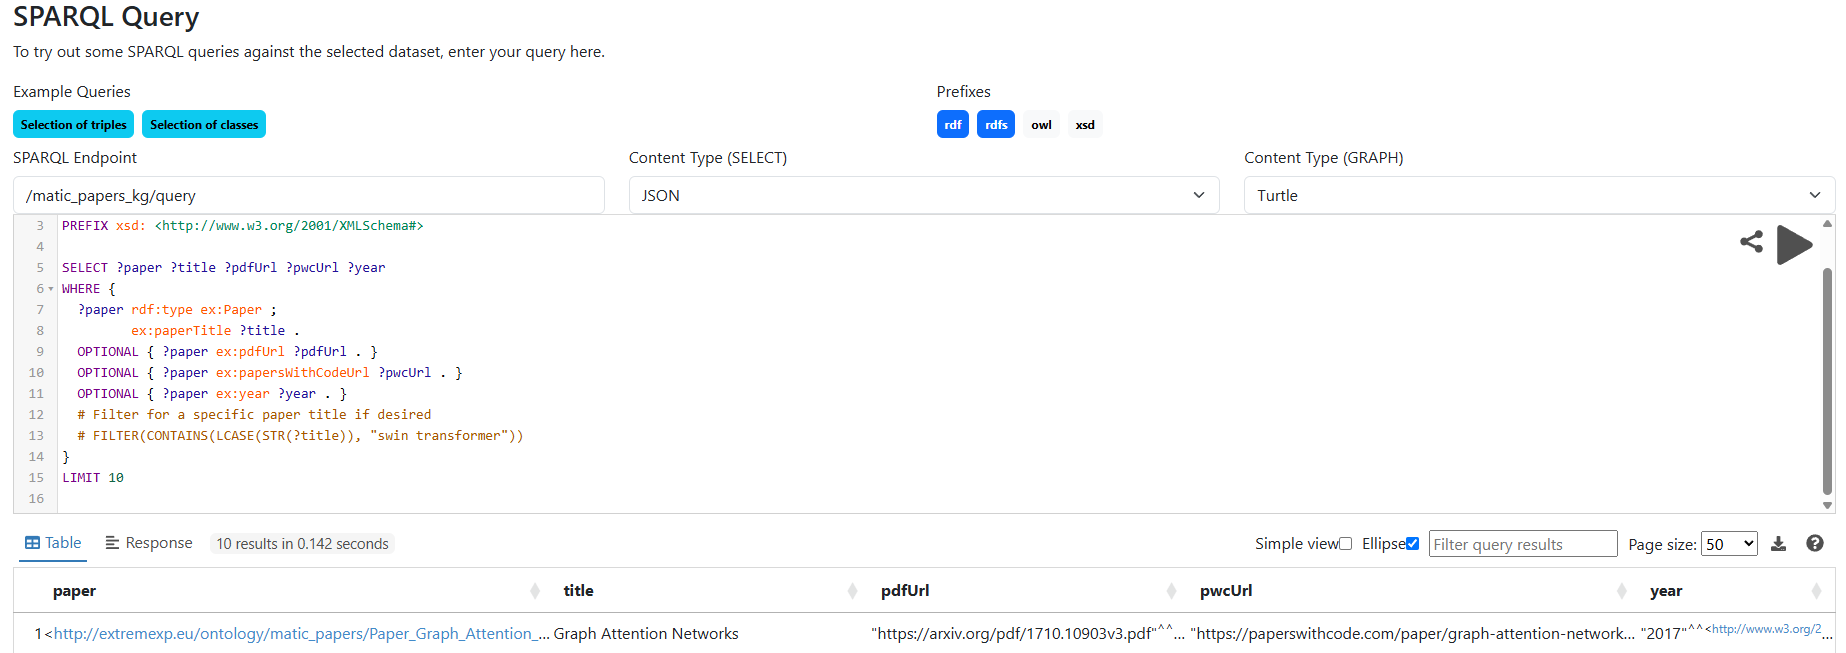 SPARQL Query
To try out some SPARQL queries against the selected dataset, enter your query here.
Example Queries
Prefixes
Selection of triples
Selection of classes
rdf
rdfs
owl
xsd
SPARQL Endpoint
Content Type (SELECT)
Content Type (GRAPH)
/matic_papers_kg/query
JSON
Turtle
3 PREFIX xsd: <http://www.w3.org/2001/XMLSchema#>
4
5 SELECT ?paper ?title ?pdfUrl ?pwcUrl ?year
6 WHERE {
7 ?paper rdf:type ex:Paper ;
8 ex:paperTitle ?title .
9 OPTIONAL { ?paper ex:pdfUrl ?pdfUrl . }
10 OPTIONAL { ?paper ex:papersWithCodeUrl ?pwcUrl . }
11 OPTIONAL { ?paper ex:year ?year . }
12 # Filter for a specific paper title if desired
13 # FILTER(CONTAINS(LCASE(STR(?title)), "swin transformer"))
14 }
15 LIMIT 10
16
Table
Response
10 results in 0.142 seconds
Simple view
Ellipse
Filter query results
Page size: 50
paper
title
pdfUrl
pwcUrl
year
1 <http://extremexp.eu/ontology/matic_papers/Paper_Graph_Attention_...
Graph Attention Networks
"https://arxiv.org/pdf/1710.10903v3.pdf"^^...
"https://paperswithcode.com/paper/graph-attention-network...
"2017"^^<http://www.w3.org/2...